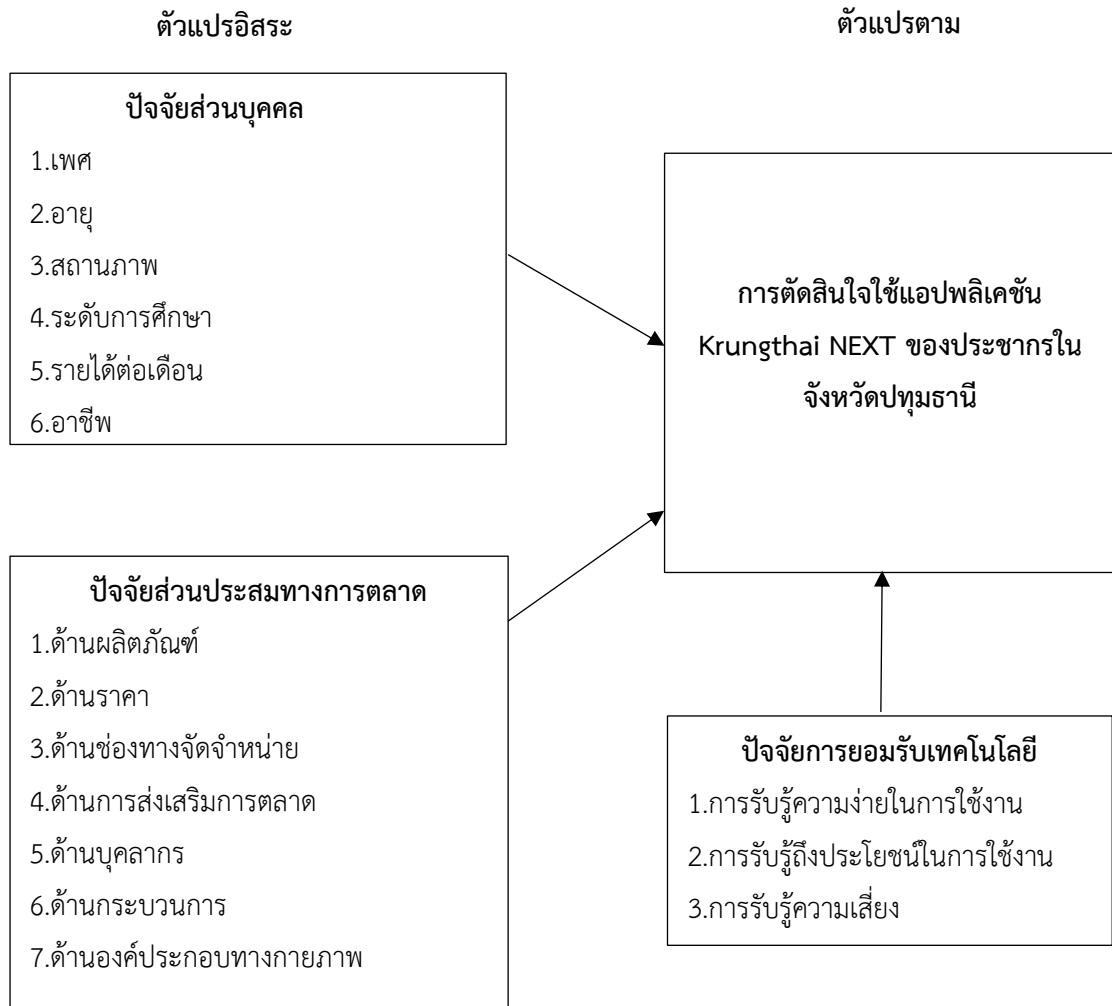 ตัวแปรอิสระ
ตัวแปรตาม
ปัจจัยส่วนบุคคล
1.เพศ
2.อายุ
3.สถานภาพ
4.ระดับการศึกษา
5.รายได้ต่อเดือน
6.อาชีพ
การตัดสินใจใช้แอปพลิเคชัน
Krungthai NEXT ของประชากรใน
จังหวัดปทุมธานี
ปัจจัยส่วนประสมทางการตลาด
1.ด้านผลิตภัณฑ์
2.ด้านราคา
3.ด้านช่องทางจัดจำหน่าย
4.ด้านการส่งเสริมการตลาด
5.ด้านบุคลากร
6.ด้านกระบวนการ
7.ด้านองค์ประกอบทางกายภาพ
ปัจจัยการยอมรับเทคโนโลยี
1.การรับรู้ความง่ายในการใช้งาน
2.การรับรู้ถึงประโยชน์ในการใช้งาน
3.การรับรู้ความเสี่ยง